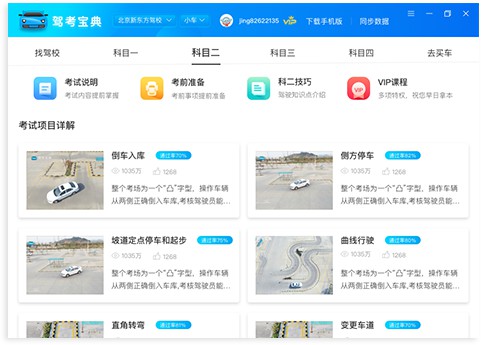 驾考宝典 北京新东方驾校 小车 jing82622135 VIP 下载手机版 同步数据
找驾校 科目一 科目二 科目三 科目四 去买车
考试说明 考前准备 科二技巧 VIP课程
考试内容提前掌握 考前事项提前准备 驾驶知识点介绍 多项特权，祝您早日拿本
考试项目详解
倒车入库 通过率70%
1035万 1268
整个考场为一个“凸”字型，操作车辆
从两侧正确倒入车库,考核驾驶员能...
侧方停车 通过率82%
1035万 1268
整个考场为一个“凸”字型，操作车辆
从两侧正确倒入车库,考核驾驶员能...
坡道定点停车和起步 通过率75%
1035万 1268
整个考场为一个“凸”字型，操作车辆
从两侧正确倒入车库,考核驾驶员能...
曲线行驶 通过率80%
1035万 1268
整个考场为一个“凸”字型，操作车辆
从两侧正确倒入车库,考核驾驶员能...
直角转弯 通过率81%
变更车道 通过率70%